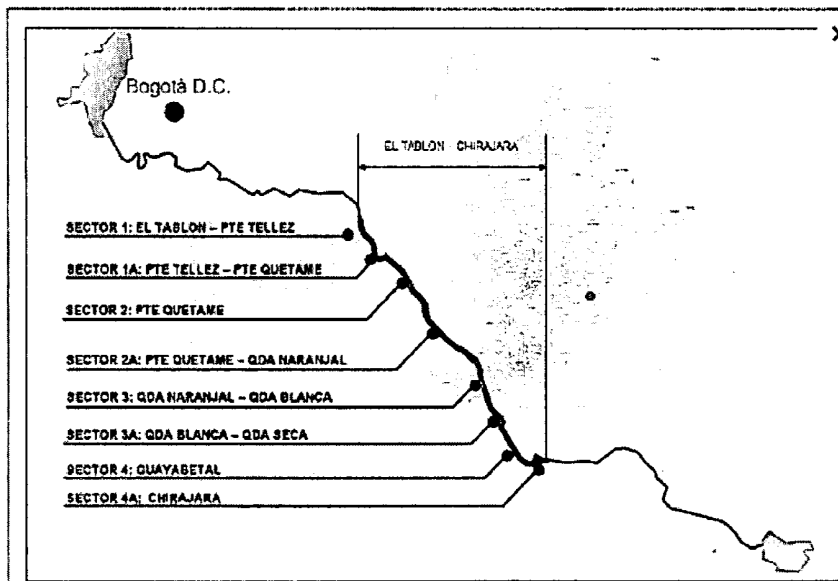 Bogotà D.C.
EL TABLON - CHIRAJARA
SECTOR 1: EL TABLON – PTE TELLEZ
SECTOR 1A: PTE TELLEZ – PTE QUETAME
SECTOR 2: PTE QUETAME
SECTOR 2A: PTE QUETAME – QDA NARANJAL
SECTOR 3: QDA NARANJAL – QDA BLANCA
SECTOR 3A: QDA BLANCA – QDA SECA
SECTOR 4: GUAYABETAL
SECTOR 4A: CHIRAJARA